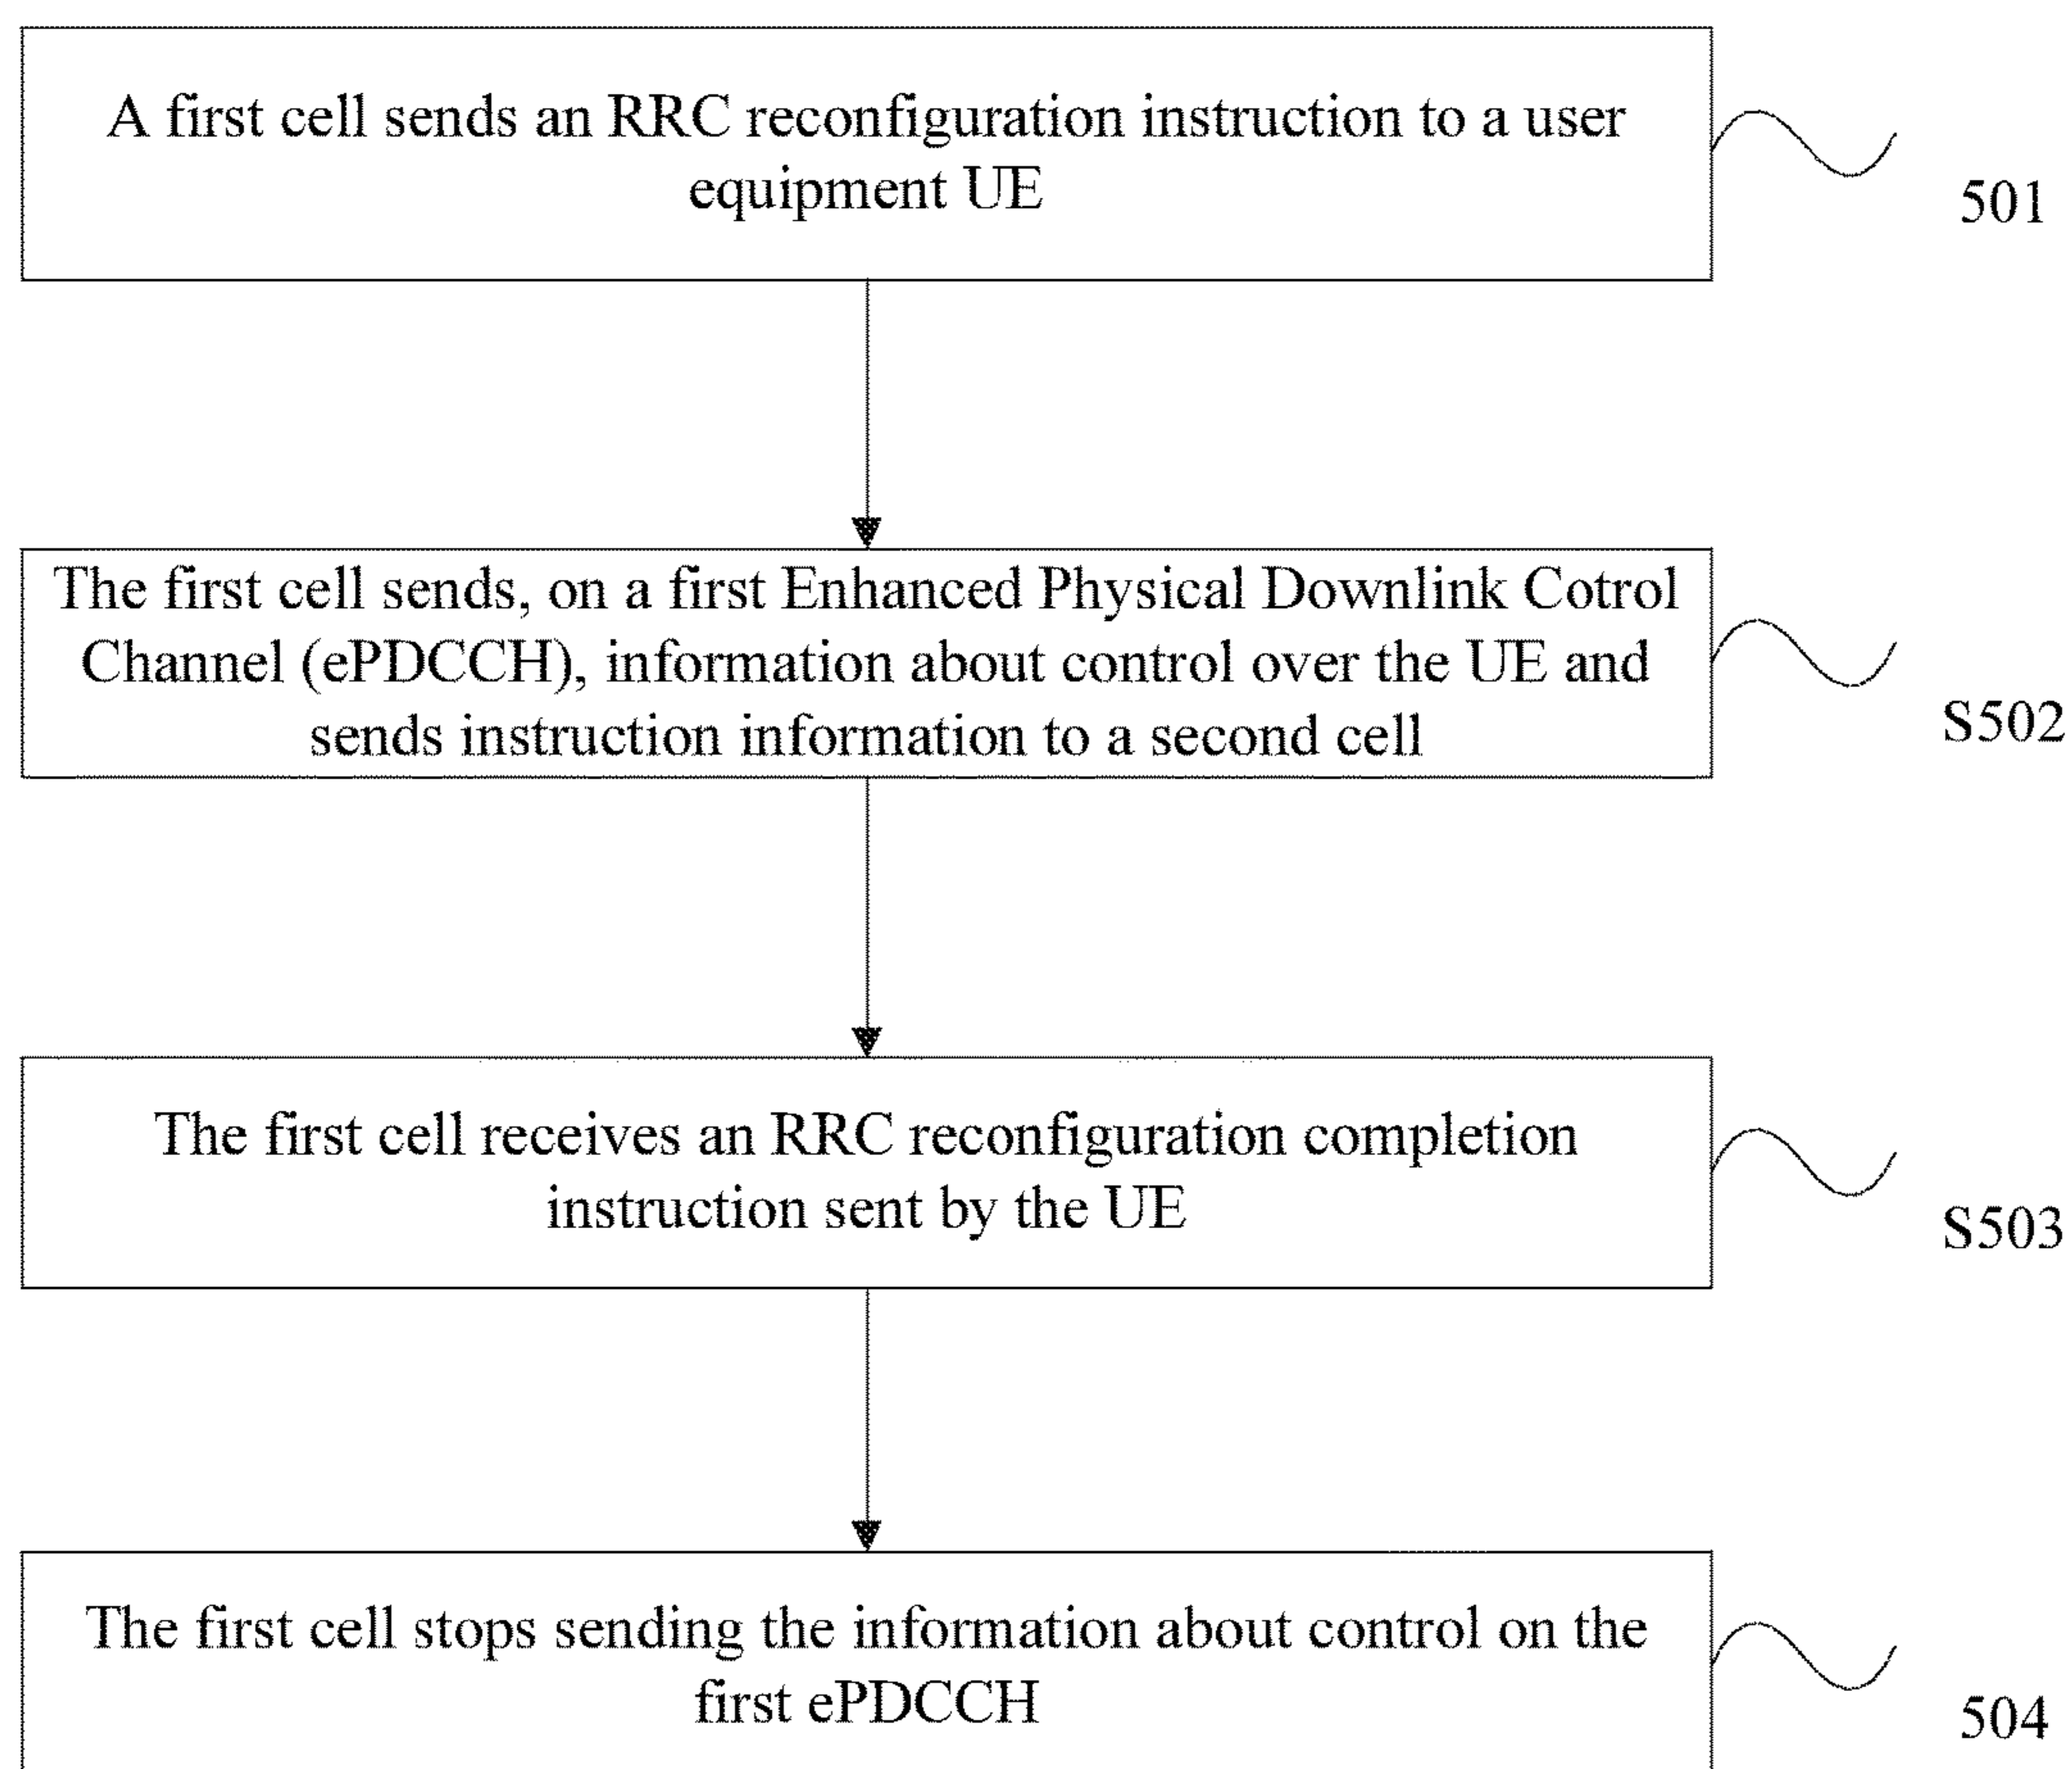 A first cell sends an RRC reconfiguration instruction to a user
equipment UE
501
The first cell sends, on a first Enhanced Physical Downlink Cotrol
Channel (ePDCCH), information about control over the UE and
sends instruction information to a second cell
S502
The first cell receives an RRC reconfiguration completion
instruction sent by the UE
S503
The first cell stops sending the information about control on the
first ePDCCH
504